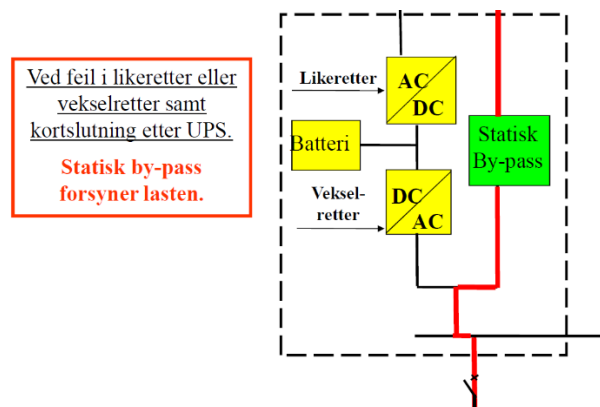 Ved feil i likeretter eller
vekselretter samt
kortslutning etter UPS.
Statisk by-pass
forsyner lasten.
Likeretter
AC
DC
Batteri
Statisk
By-pass
Veksel-
retter
DC
AC